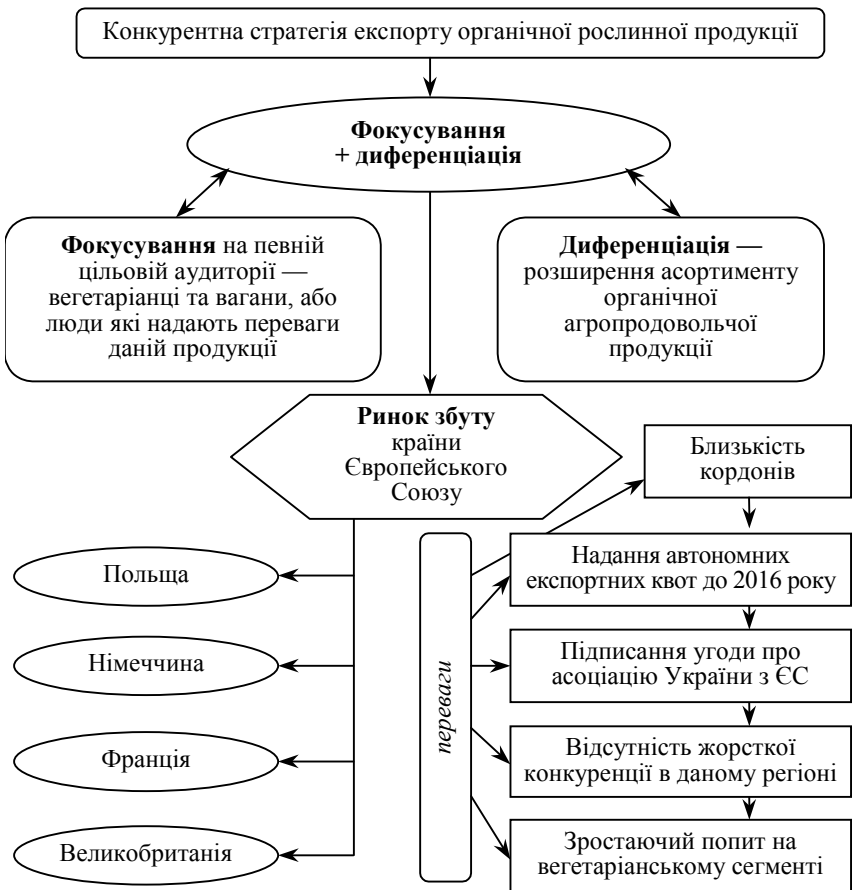 Конкурентна стратегія експорту органічної рослинної продукції
Фокусування
+ диференціація
Фокусування на певній
цільовій аудиторії —
вегетаріанці та вагани, або
люди які надають переваги
даній продукції
Диференціація —
розширення асортименту
органічної
агропродовольчої
продукції
Ринок збуту
країни
Європейського
Союзу
Польща
Німеччина
Франція
Великобританія
переваги
Близькість
кордонів
Надання автономних
експортних квот до 2016 року
Підписання угоди про
асоціацію України з ЄС
Відсутність жорсткої
конкуренції в даному регіоні
Зростаючий попит на
вегетаріанському сегменті